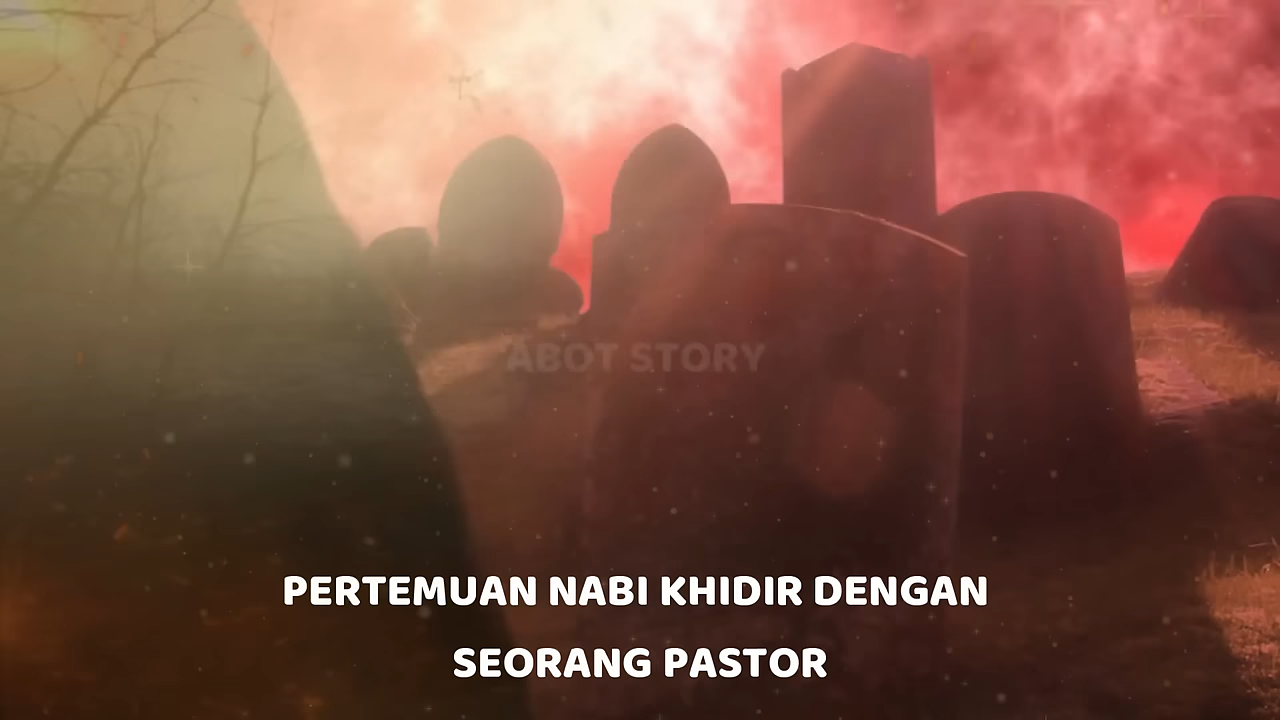 ABOT STORY
PERTEMUAN NABI KHIDIR DENGAN
SEORANG PASTOR